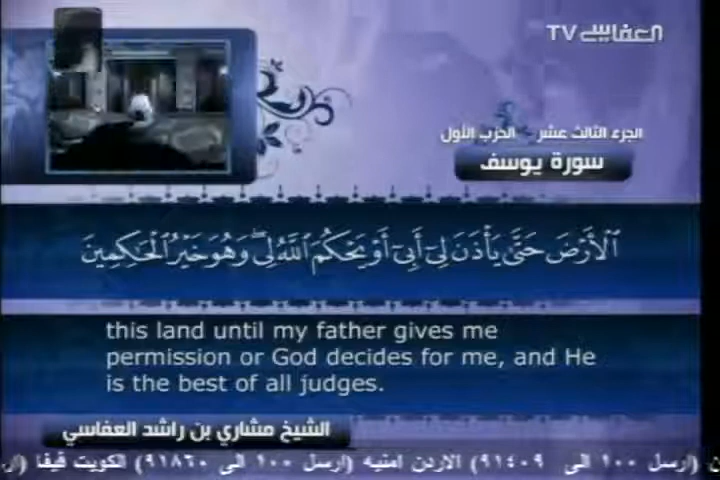 العفاسي TV
الجزء الثالث عشر الحزب الأول
سورة يوسف
ٱلْأَرْضَ حَتَّىٰ يَأْذَنَ لِىٓ أَبِىٓ أَوْ يَحْكُمَ ٱللَّهُ لِى ۖ وَهُوَ خَيْرُ ٱلْحَٰكِمِينَ
this land until my father gives me
permission or God decides for me, and He
is the best of all judges.
الشيخ مشاري بن راشد العفاسي
ارسل ١٠٠ الى ٩١٤٠٩) الاردن امنيه (ارسل ١٠٠ الى ٩١٨٦٠) الكويت فيفا (ار